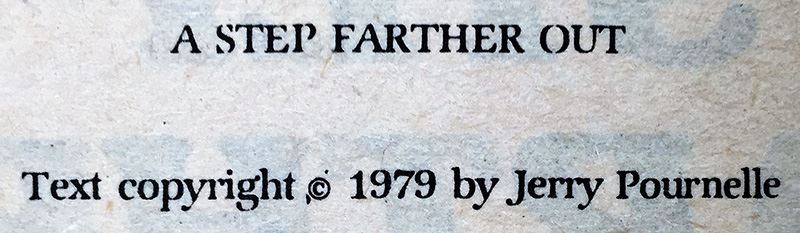 A STEP FARTHER OUT
Text copyright © 1979 by Jerry Pournelle